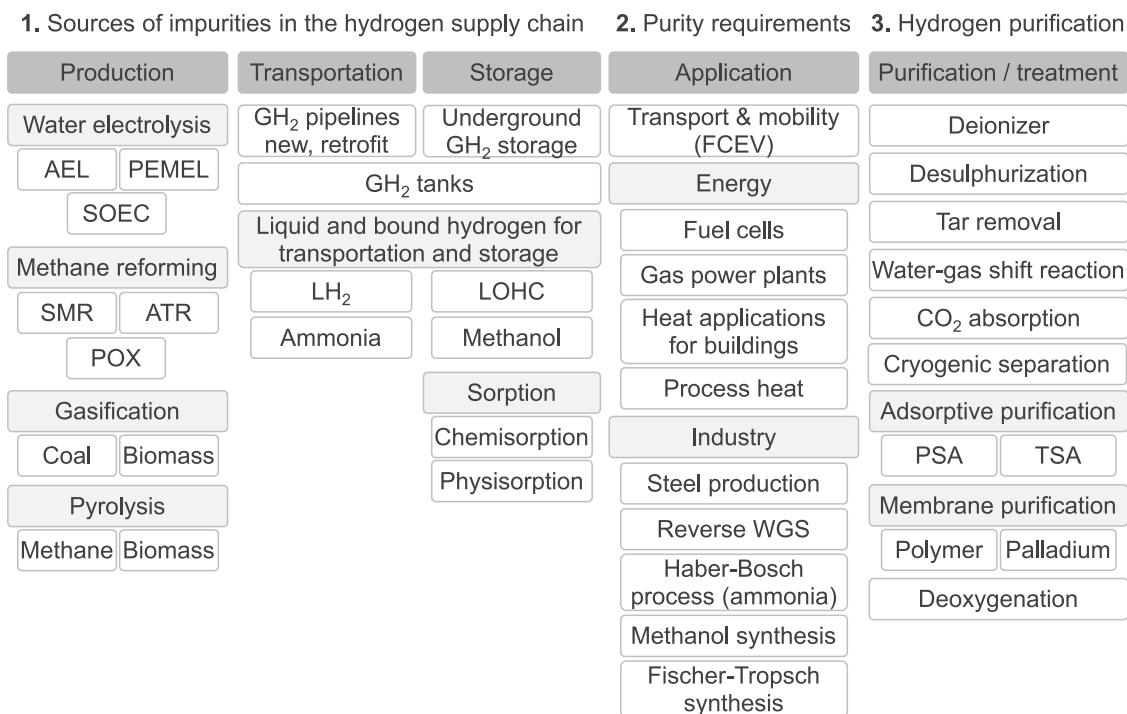 1. Sources of impurities in the hydrogen supply chain
2. Purity requirements
3. Hydrogen purification
Production
Water electrolysis
AEL
PEMEL
SOEC
Methane reforming
SMR
ATR
POX
Gasification
Coal
Biomass
Pyrolysis
Methane
Biomass
Transportation
Storage
GH₂ pipelines
new, retrofit
Underground
GH₂ storage
GH₂ tanks
Liquid and bound hydrogen for
transportation and storage
LH₂
LOHC
Ammonia
Methanol
Sorption
Chemisorption
Physisorption
Application
Transport & mobility
(FCEV)
Energy
Fuel cells
Gas power plants
Heat applications
for buildings
Process heat
Industry
Steel production
Reverse WGS
Haber-Bosch
process (ammonia)
Methanol synthesis
Fischer-Tropsch
synthesis
Purification / treatment
Deionizer
Desulphurization
Tar removal
Water-gas shift reaction
CO₂ absorption
Cryogenic separation
Adsorptive purification
PSA
TSA
Membrane purification
Polymer
Palladium
Deoxygenation